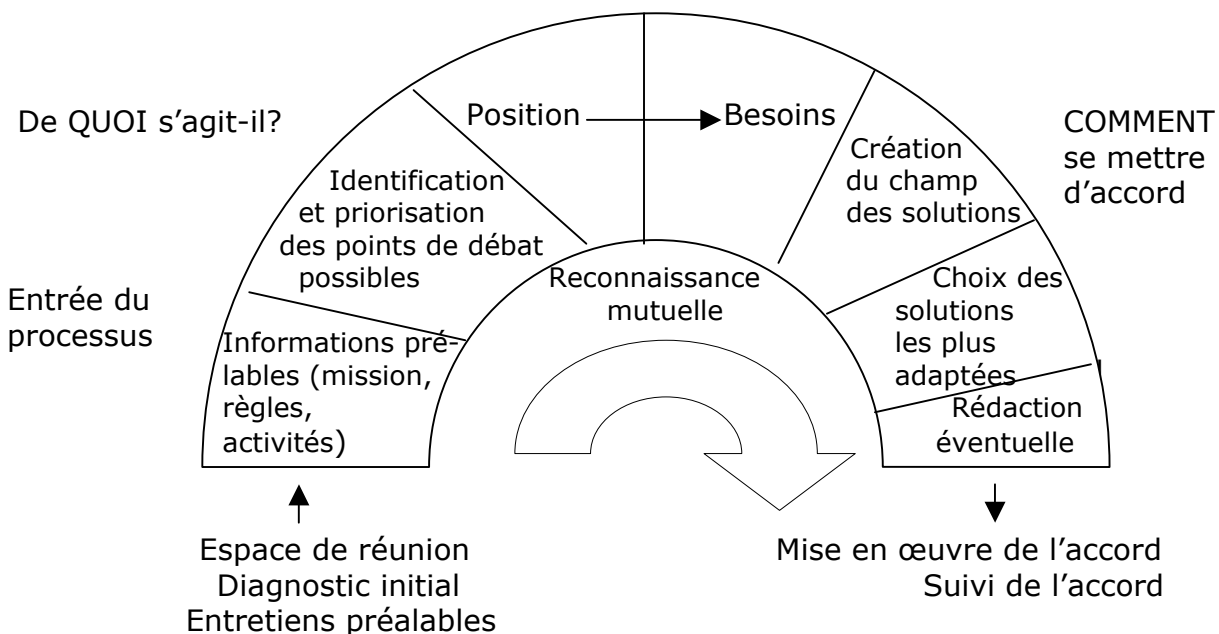 De QUOI s'agit-il?
Position
Besoins
COMMENT
se mettre
d'accord
Identification
et priorisation
des points de débat
possibles
Création
du champ
des solutions
Entrée du
processus
Informations pré-
lables (mission,
règles,
activités)
Reconnaissance
mutuelle
Choix des
solutions
les plus
adaptées
Rédaction
éventuelle
Espace de réunion
Diagnostic initial
Entretiens préalables
Mise en œuvre de l'accord
Suivi de l'accord